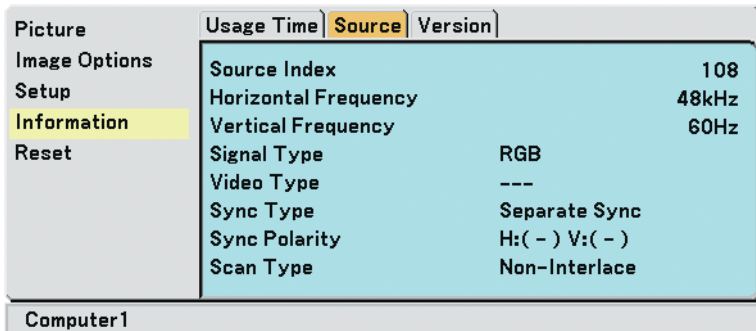 Picture
Image Options
Setup
Information
Reset
Usage Time Source Version
Source Index 108
Horizontal Frequency 48kHz
Vertical Frequency 60Hz
Signal Type RGB
Video Type ---
Sync Type Separate Sync
Sync Polarity H:( - ) V:( - )
Scan Type Non-Interlace
Computer1